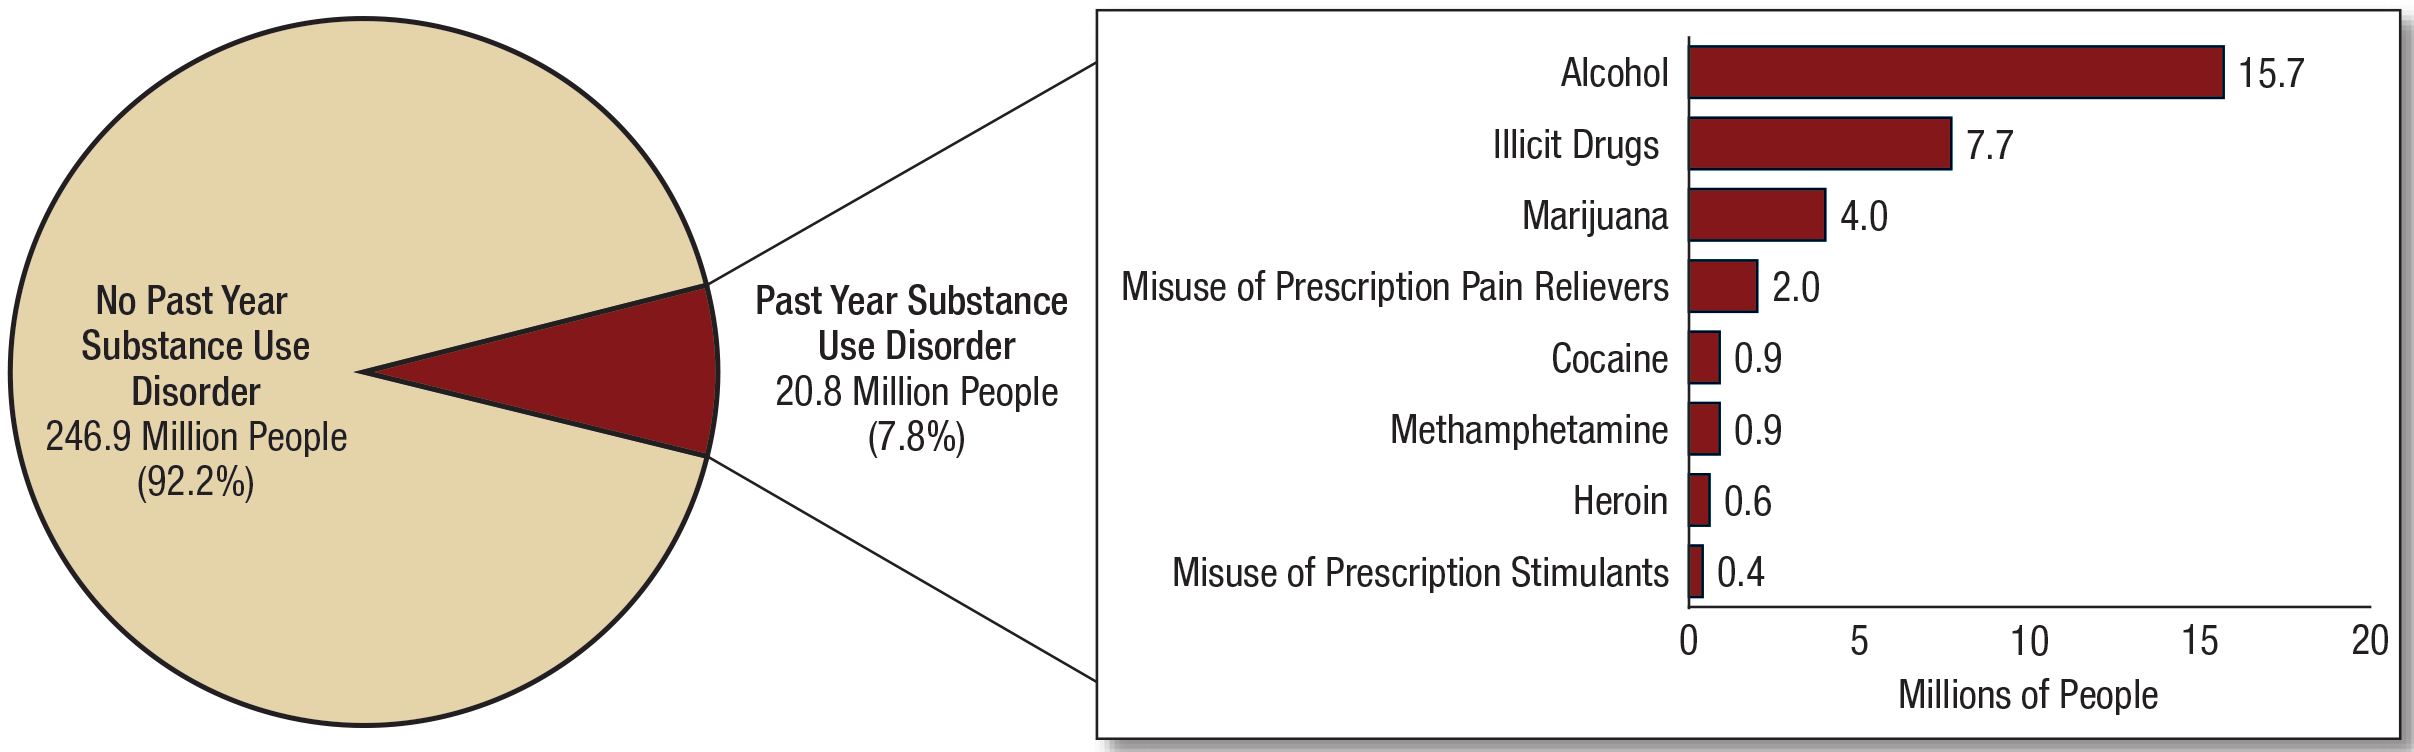 No Past Year
Substance Use
Disorder
246.9 Million People
(92.2%)
Past Year Substance
Use Disorder
20.8 Million People
(7.8%)
Alcohol 15.7
Illicit Drugs 7.7
Marijuana 4.0
Misuse of Prescription Pain Relievers 2.0
Cocaine 0.9
Methamphetamine 0.9
Heroin 0.6
Misuse of Prescription Stimulants 0.4
0 5 10 15 20
Millions of People